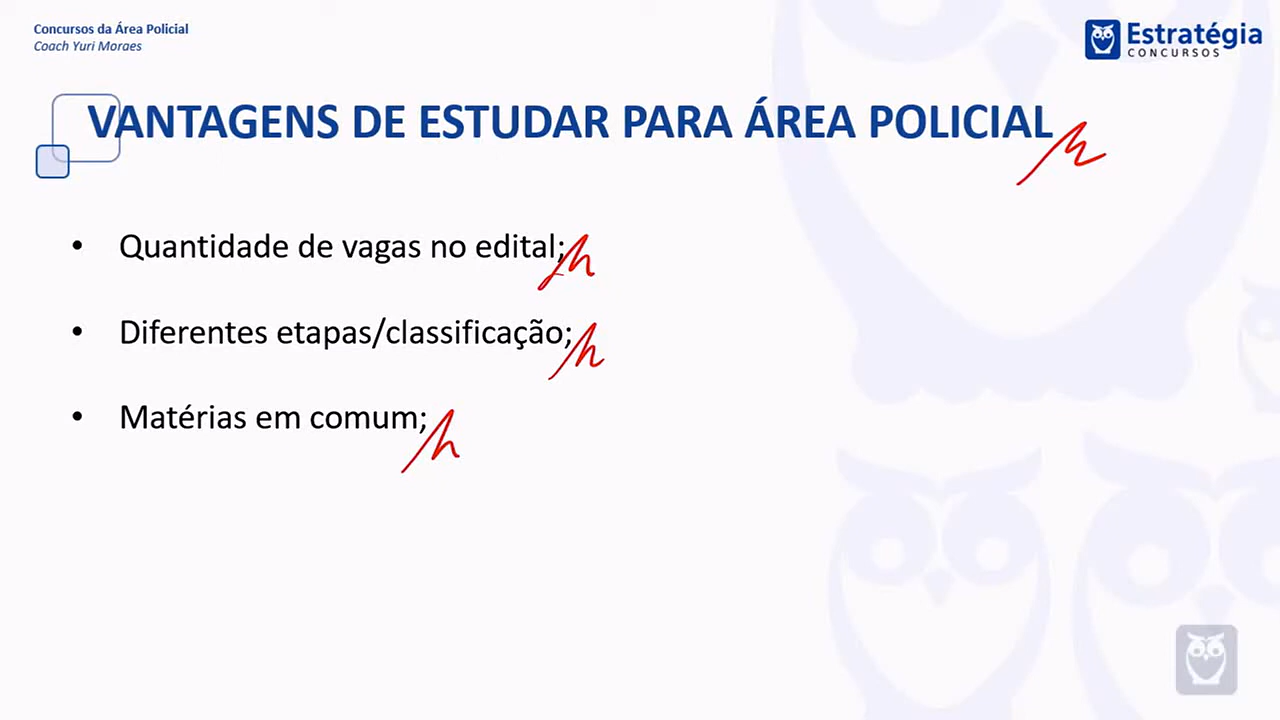 Concursos da Área Policial
Coach Yuri Moraes
Estratégia
CONCURSOS
VANTAGENS DE ESTUDAR PARA ÁREA POLICIAL
• Quantidade de vagas no edital;
• Diferentes etapas/classificação;
• Matérias em comum;